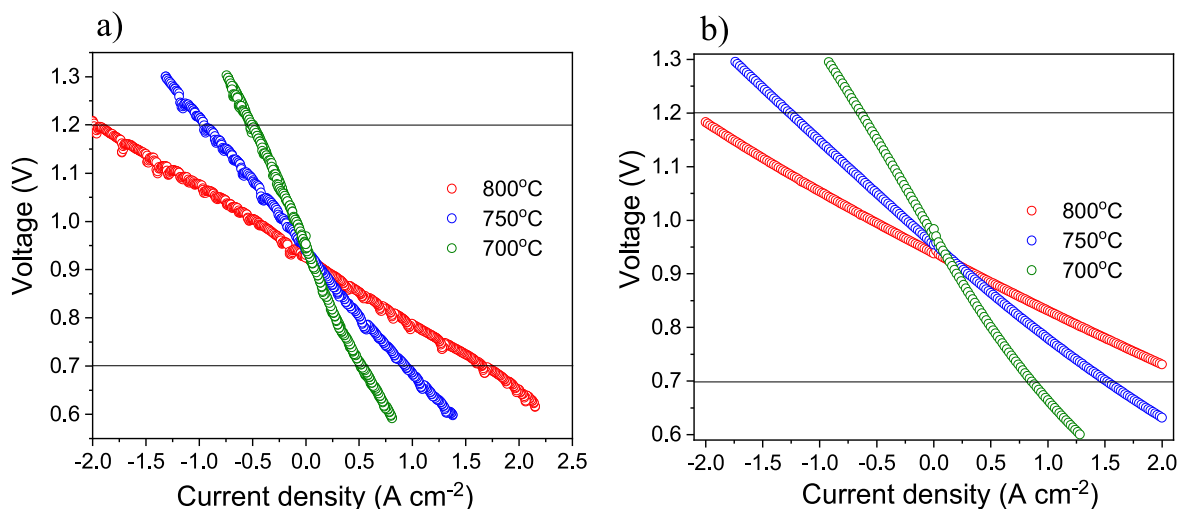 a)
1.3
1.2
1.1
1.0
0.9
0.8
0.7
0.6
Voltage (V)
800°C
750°C
700°C
-2.0 -1.5 -1.0 -0.5 0.0 0.5 1.0 1.5 2.0 2.5
Current density (A cm-2)
b)
1.3
1.2
1.1
1.0
0.9
0.8
0.7
0.6
Voltage (V)
800°C
750°C
700°C
-2.0 -1.5 -1.0 -0.5 0.0 0.5 1.0 1.5 2.0
Current density (A cm-2)